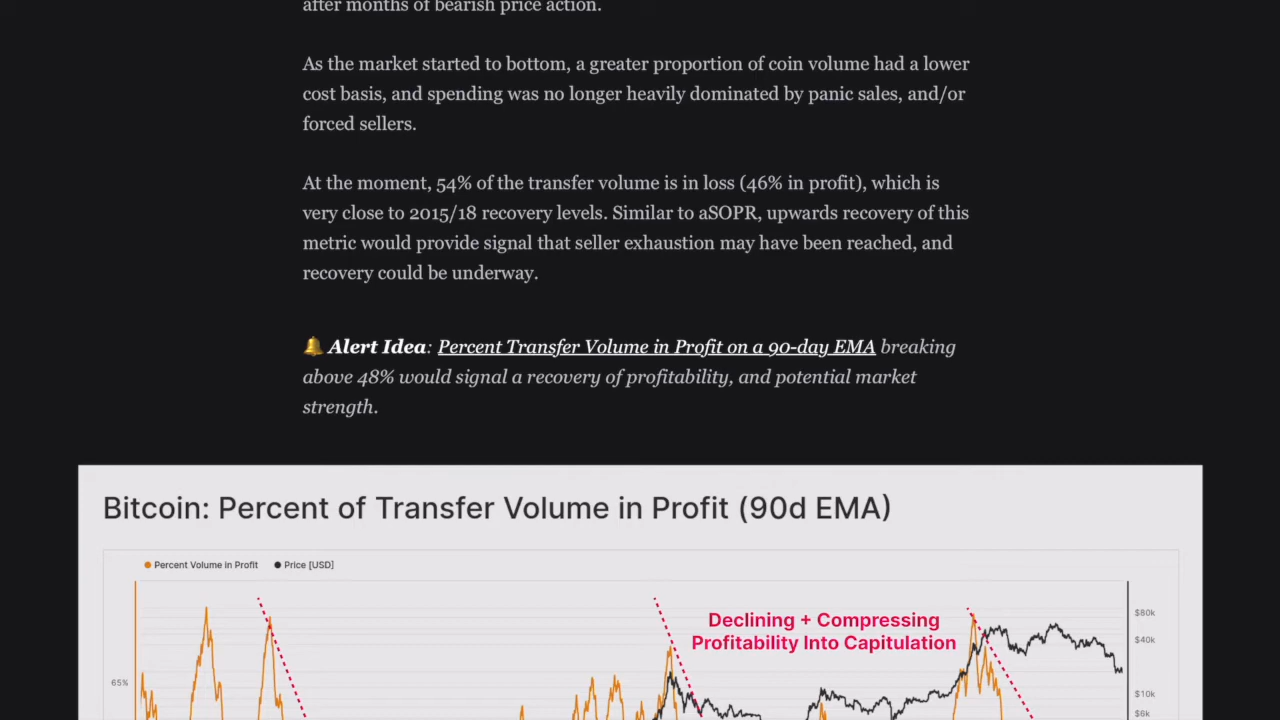 after months of bearish price action.
As the market started to bottom, a greater proportion of coin volume had a lower
cost basis, and spending was no longer heavily dominated by panic sales, and/or
forced sellers.
At the moment, 54% of the transfer volume is in loss (46% in profit), which is
very close to 2015/18 recovery levels. Similar to aSOPR, upwards recovery of this
metric would provide signal that seller exhaustion may have been reached, and
recovery could be underway.
🔔 Alert Idea: Percent Transfer Volume in Profit on a 90-day EMA breaking
above 48% would signal a recovery of profitability, and potential market
strength.
Bitcoin: Percent of Transfer Volume in Profit (90d EMA)
Percent Volume in Profit Price [USD]
Declining + Compressing
Profitability Into Capitulation
$80k
$40k
65%
$10k
$6k